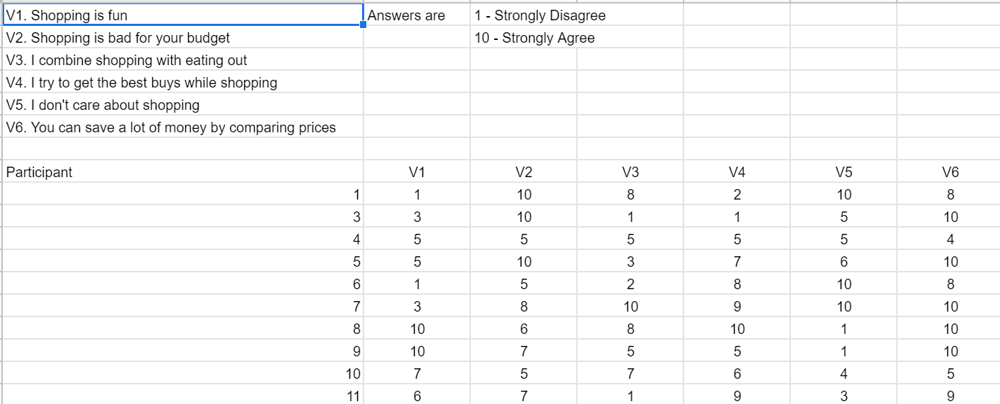 V1. Shopping is fun Answers are 1 - Strongly Disagree
V2. Shopping is bad for your budget 10 - Strongly Agree
V3. I combine shopping with eating out
V4. I try to get the best buys while shopping
V5. I don't care about shopping
V6. You can save a lot of money by comparing prices
Participant V1 V2 V3 V4 V5 V6
1 1 10 8 2 10 8
3 3 10 1 1 5 10
4 5 5 5 5 5 4
5 5 10 3 7 6 10
6 1 5 2 8 10 8
7 3 8 10 9 10 10
8 10 6 8 10 1 10
9 10 7 5 5 1 10
10 7 5 7 6 4 5
11 6 7 1 9 3 9